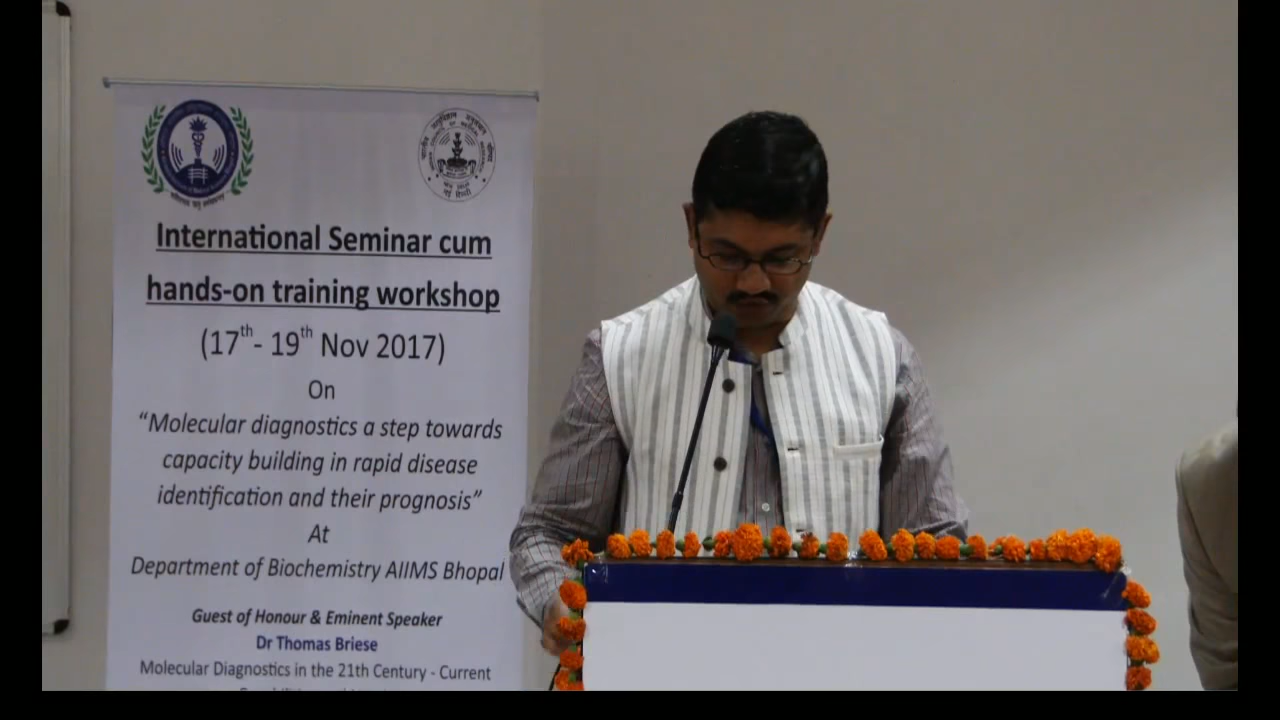 International Seminar cum
hands-on training workshop
(17th- 19th Nov 2017)
On
“Molecular diagnostics a step towards
capacity building in rapid disease
identification and their prognosis”
At
Department of Biochemistry AIIMS Bhopal
Guest of Honour & Eminent Speaker
Dr Thomas Briese
Molecular Diagnostics in the 21th Century - Current